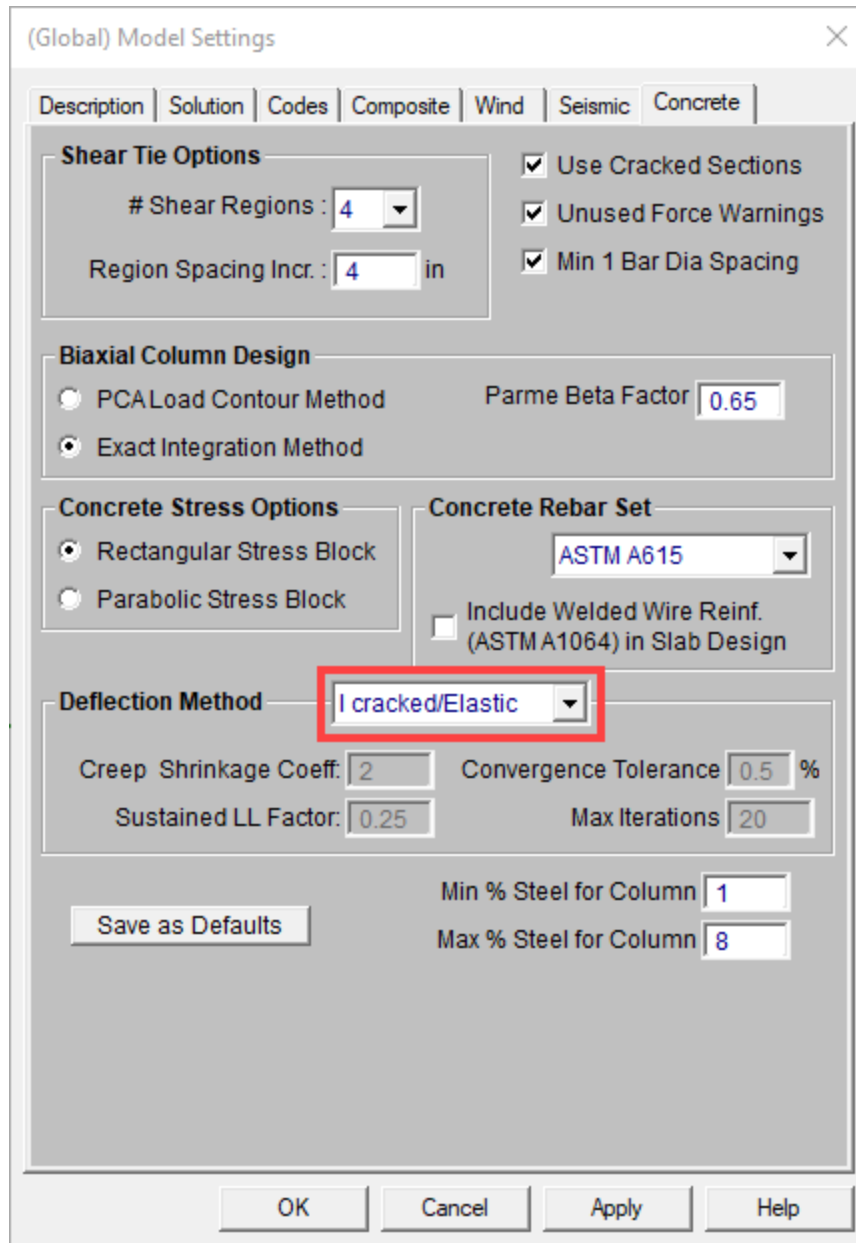 (Global) Model Settings
Description Solution Codes Composite Wind Seismic Concrete
Shear Tie Options
# Shear Regions : 4
Region Spacing Incr. : 4 in
Use Cracked Sections
Unused Force Warnings
Min 1 Bar Dia Spacing
Biaxial Column Design
PCA Load Contour Method
Exact Integration Method
Parme Beta Factor 0.65
Concrete Stress Options
Rectangular Stress Block
Parabolic Stress Block
Concrete Rebar Set
ASTM A615
Include Welded Wire Reinf.
(ASTM A1064) in Slab Design
Deflection Method I cracked/Elastic
Creep Shrinkage Coeff: 2
Sustained LL Factor: 0.25
Convergence Tolerance 0.5 %
Max Iterations 20
Min % Steel for Column 1
Max % Steel for Column 8
Save as Defaults
OK Cancel Apply Help